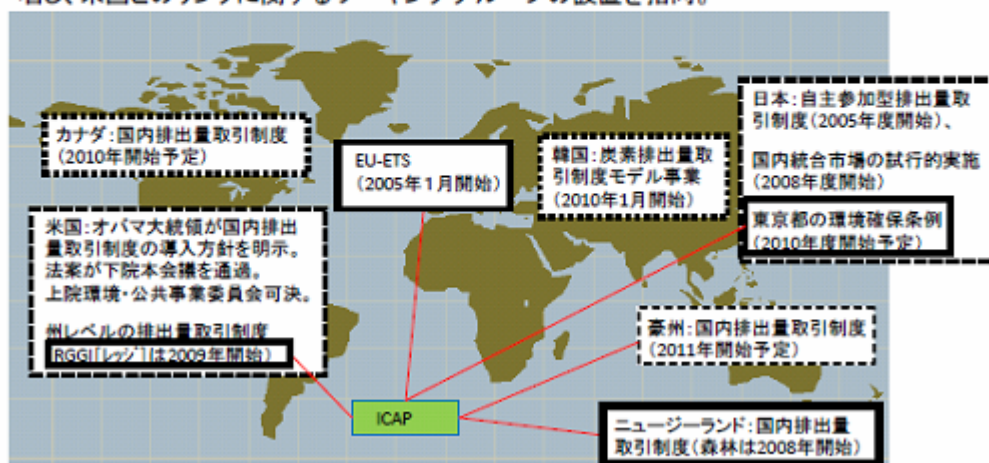 カナダ：国内排出量取引制度
（2010年開始予定）
EU-ETS
（2005年1月開始）
韓国：炭素排出量取
引制度モデル事業
（2010年1月開始）
日本：自主参加型排出量取
引制度（2005年度開始）、
国内統合市場の試行的実施
（2008年度開始）
東京都の環境確保条例
（2010年度開始予定）
米国：オバマ大統領が国内排出
量取引制度の導入方針を明示。
法案が下院本会議を通過。
上院環境・公共事業委員会可決。
州レベルの排出量取引制度
RGGI「レッジ」は2009年開始）
豪州：国内排出量取引制度
（2011年開始予定）
ICAP
ニュージーランド：国内排出量
取引制度（森林は2008年開始）